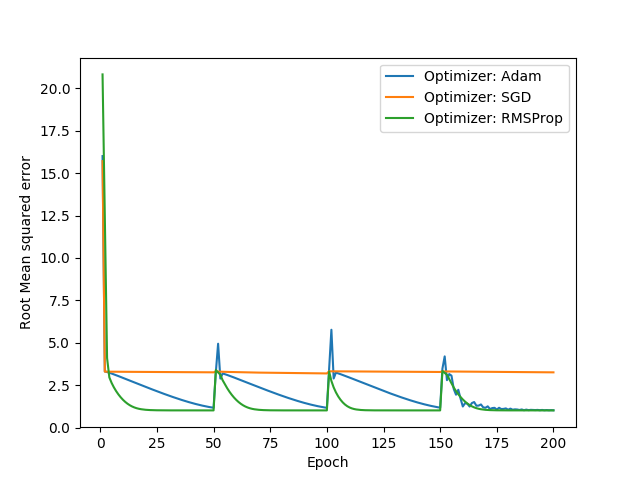 Optimizer: Adam
Optimizer: SGD
Optimizer: RMSProp
Root Mean squared error
20.0
17.5
15.0
12.5
10.0
7.5
5.0
2.5
0.0
0 25 50 75 100 125 150 175 200
Epoch